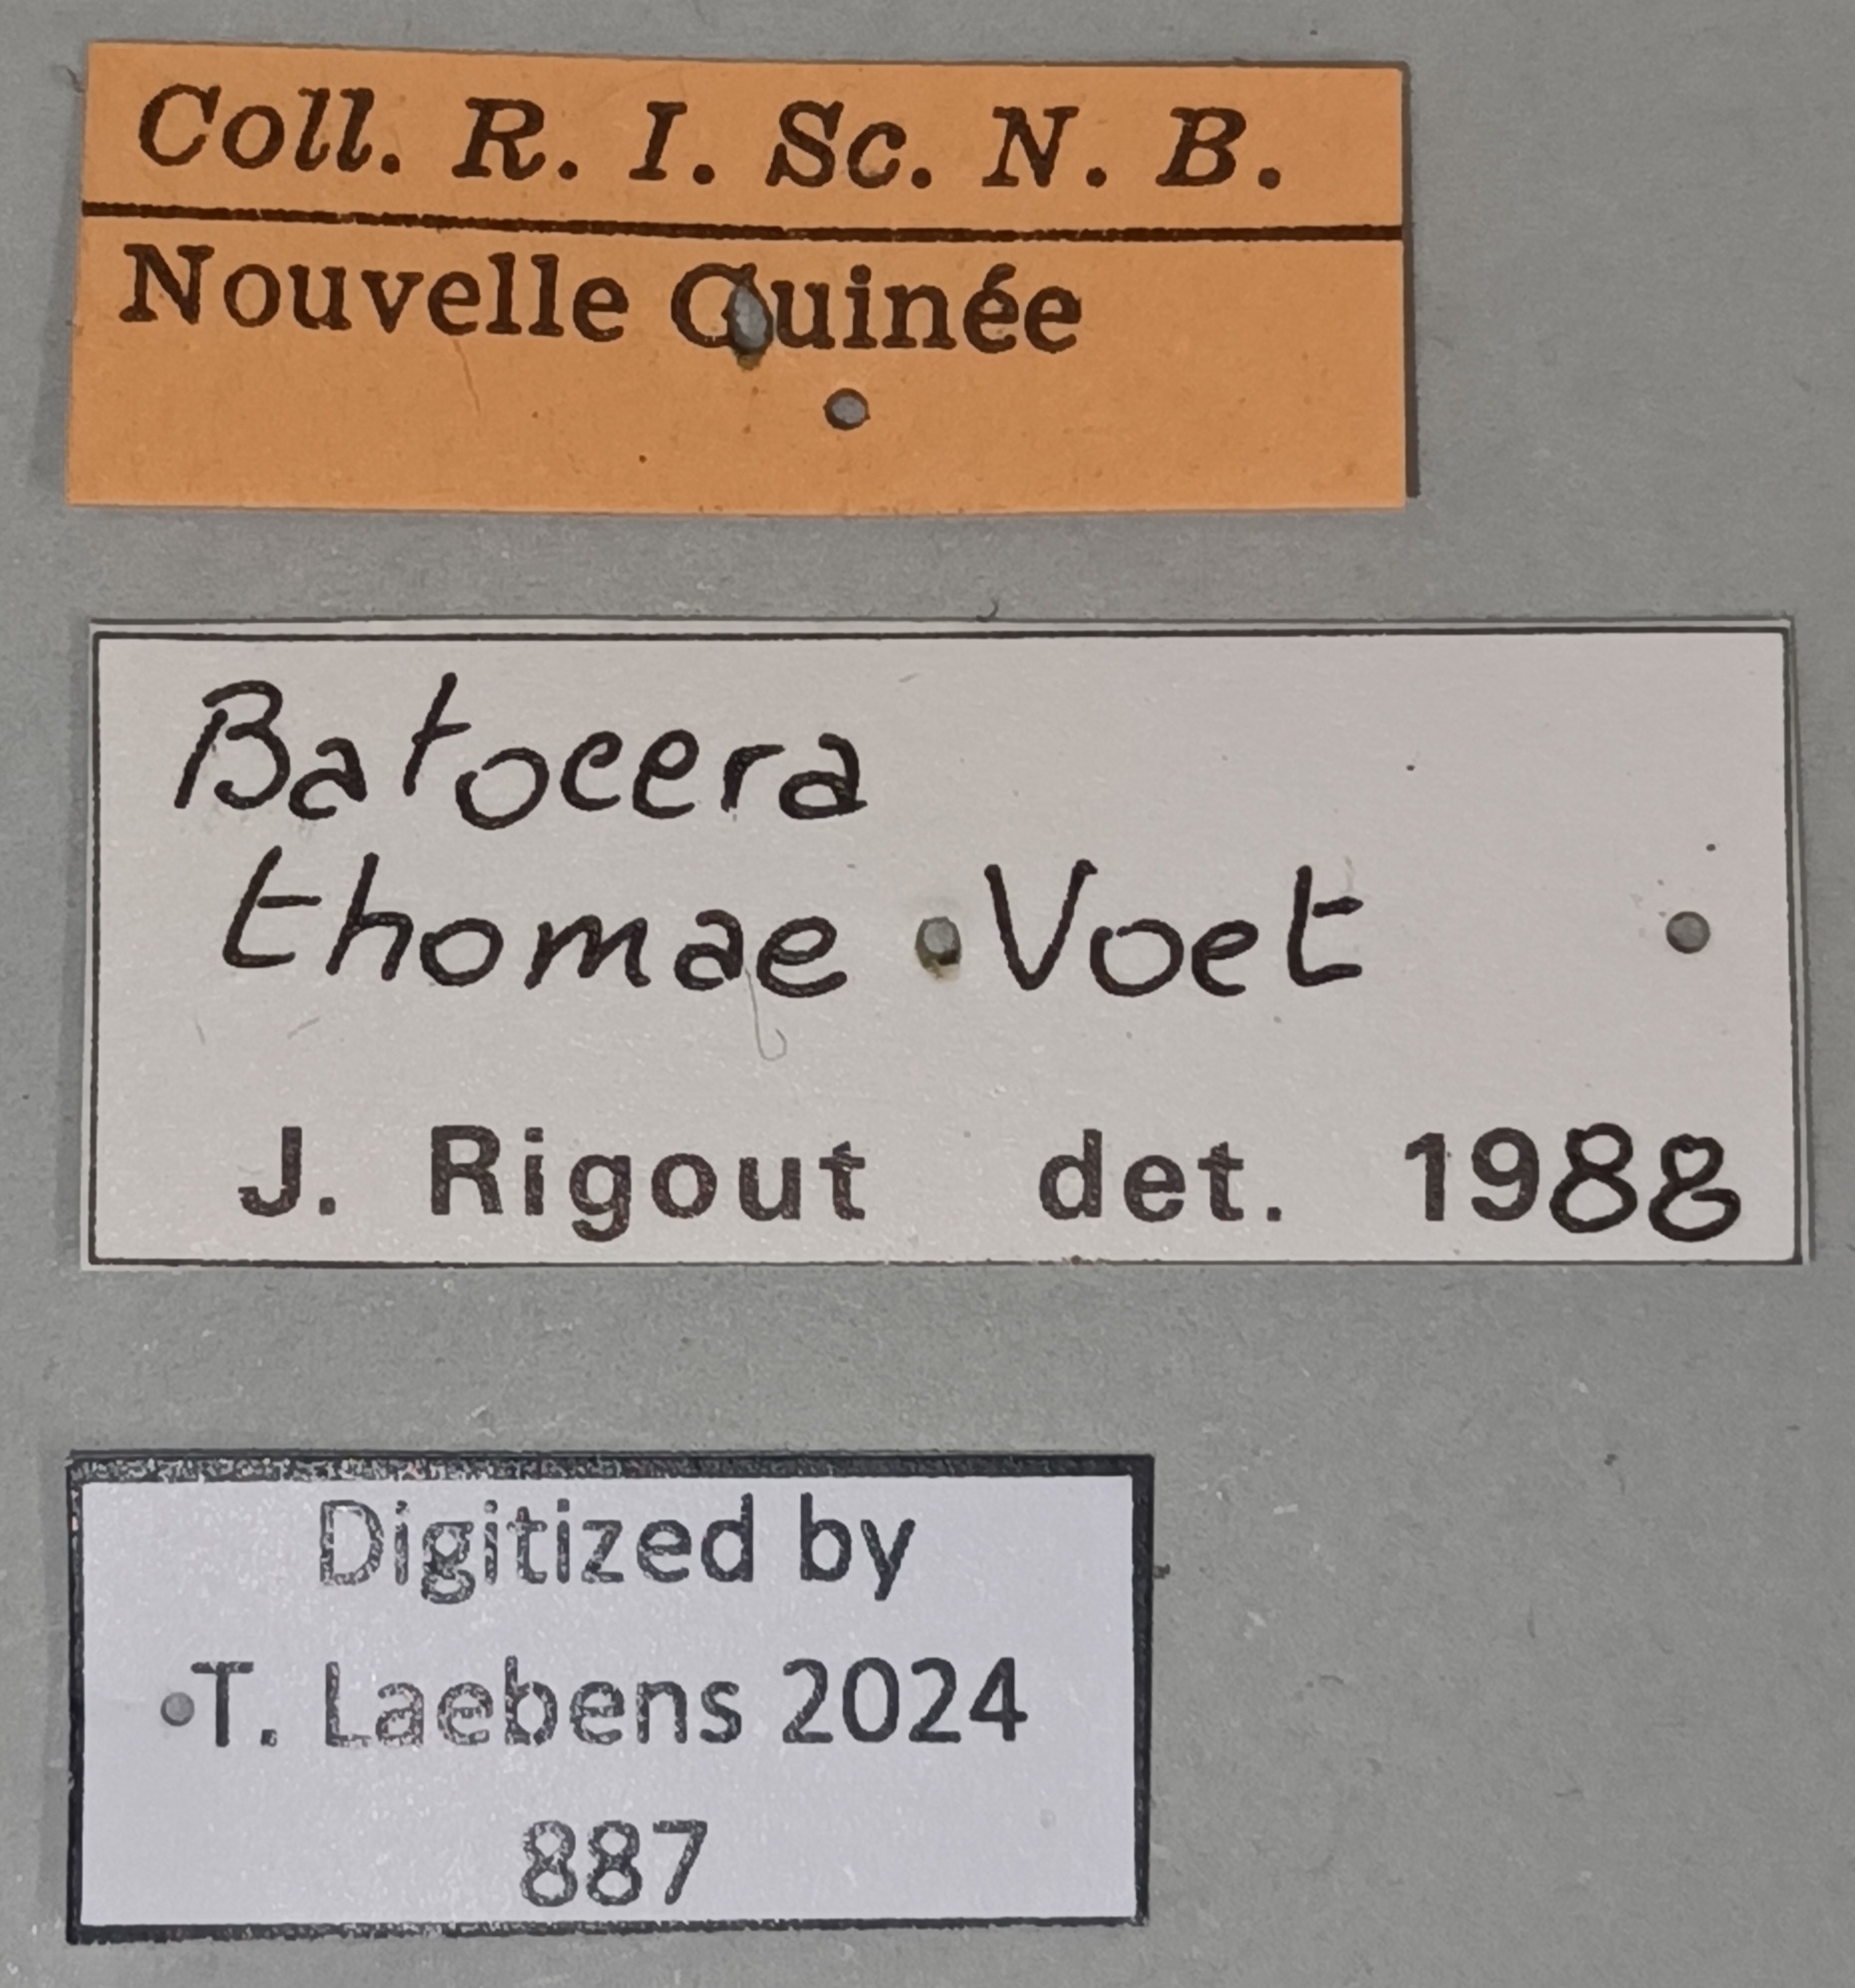 Coll. R. I. Sc. N. B.
Nouvelle Guinée
Batocera
thomae Voet
J. Rigout det. 1988
Digitized by
T. Laebens 2024
887